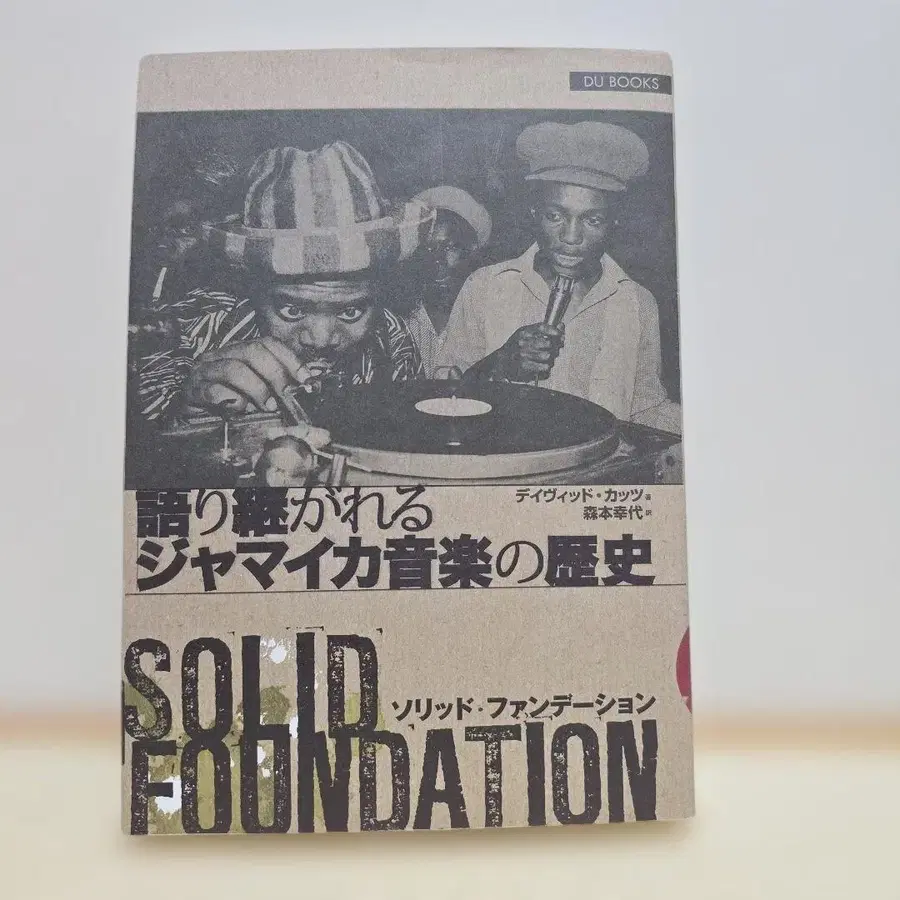 DU BOOKS
デイヴィッド・カッツ 著
森本幸代 訳
語り継がれる
ジャマイカ音楽の歴史
SOLID
ソリッド・ファンデーション
FOUNDATION